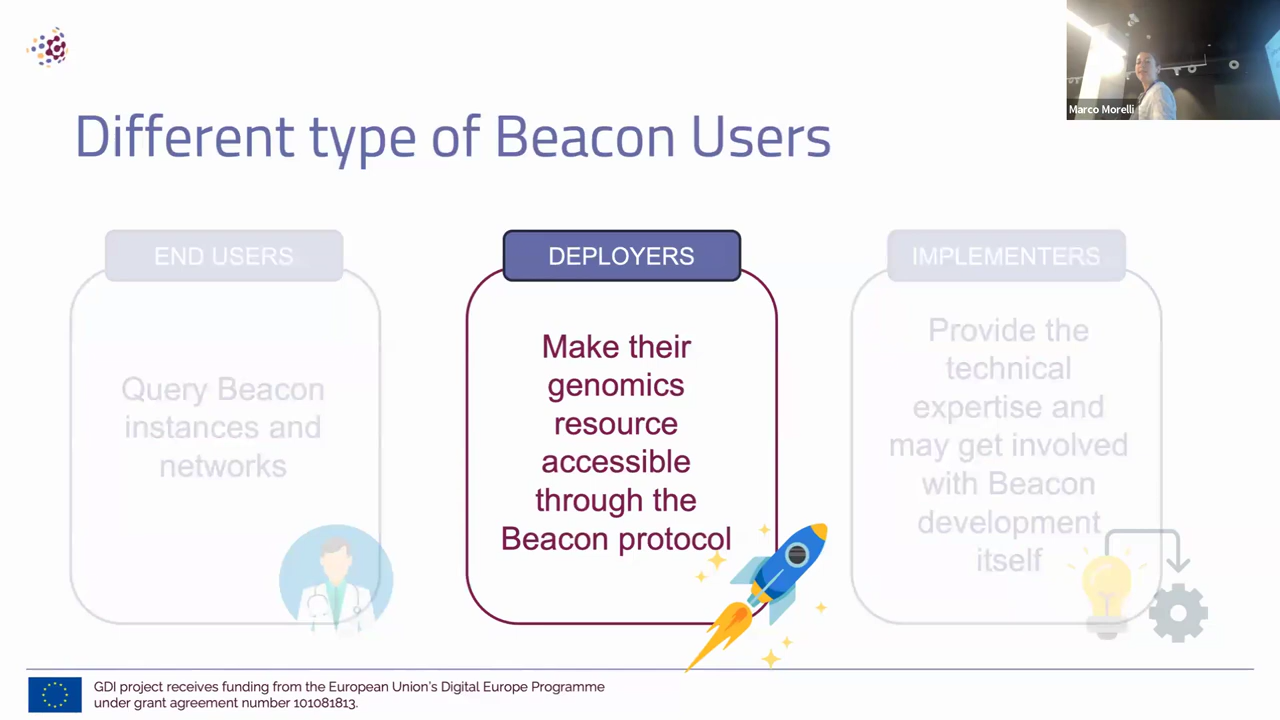 Marco Morelli
Different type of Beacon Users
END USERS
Query Beacon
instances and
networks
DEPLOYERS
Make their
genomics
resource
accessible
through the
Beacon protocol
IMPLEMENTERS
Provide the
technical
expertise and
may get involved
with Beacon
development
itself
GDI project receives funding from the European Union's Digital Europe Programme
under grant agreement number 101081813.